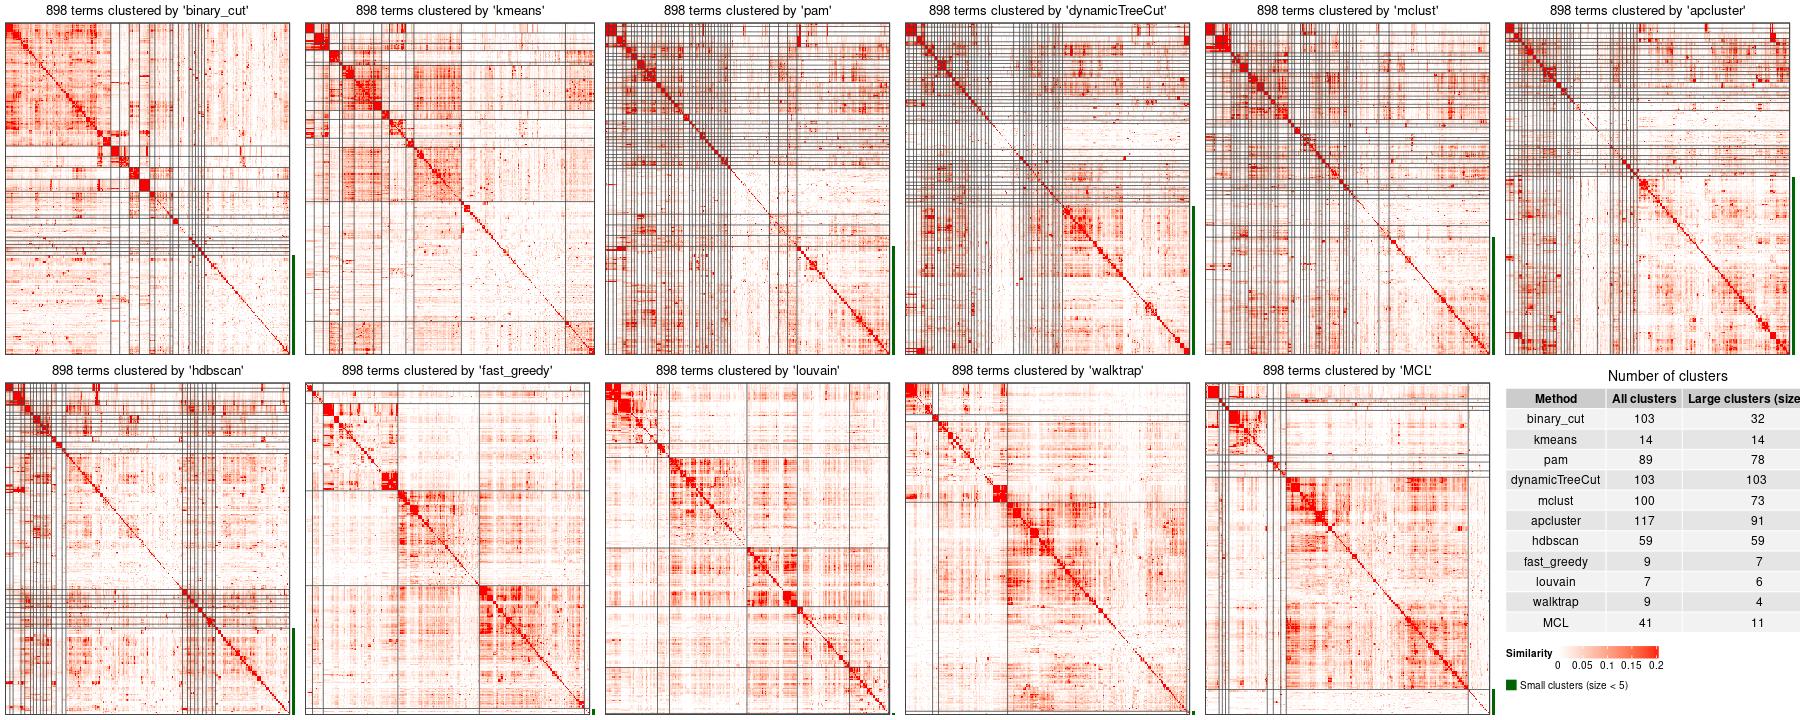 898 terms clustered by 'binary_cut'
898 terms clustered by 'kmeans'
898 terms clustered by 'pam'
898 terms clustered by 'dynamicTreeCut'
898 terms clustered by 'mclust'
898 terms clustered by 'apcluster'
898 terms clustered by 'hdbscan'
898 terms clustered by 'fast_greedy'
898 terms clustered by 'louvain'
898 terms clustered by 'walktrap'
898 terms clustered by 'MCL'
Number of clusters
Method All clusters Large clusters (size
binary_cut 103 32
kmeans 14 14
pam 89 78
dynamicTreeCut 103 103
mclust 100 73
apcluster 117 91
hdbscan 59 59
fast_greedy 9 7
louvain 7 6
walktrap 9 4
MCL 41 11
Similarity
0 0.05 0.1 0.15 0.2
Small clusters (size < 5)